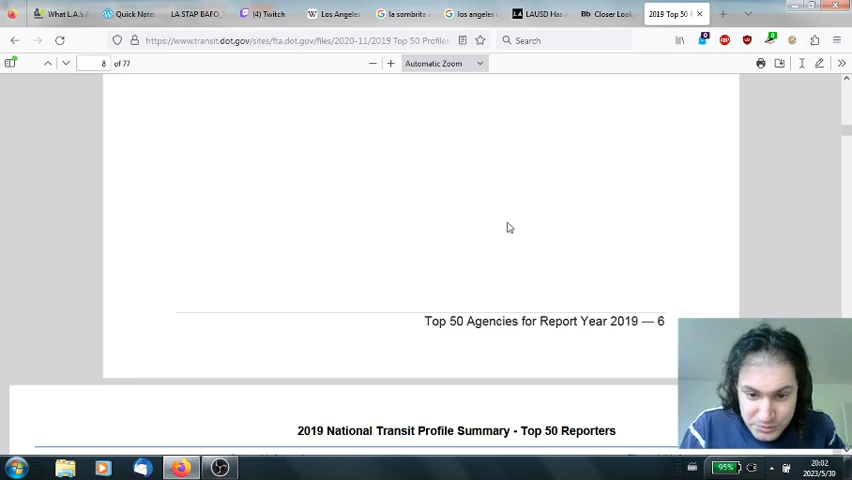 What L.A.'s
Quick Note:
LA STAP BAFO_
(4) Twitch
Los Angeles
la sombrita
los angeles
LAUSD Has
Closer Look
2019 Top 50 P
https://www.transit.dot.gov/sites/fta.dot.gov/files/2020-11/2019 Top 50 Profiles
Search
8 of 77
Automatic Zoom
Top 50 Agencies for Report Year 2019 — 6
2019 National Transit Profile Summary - Top 50 Reporters
95%
20:02
2023/5/30